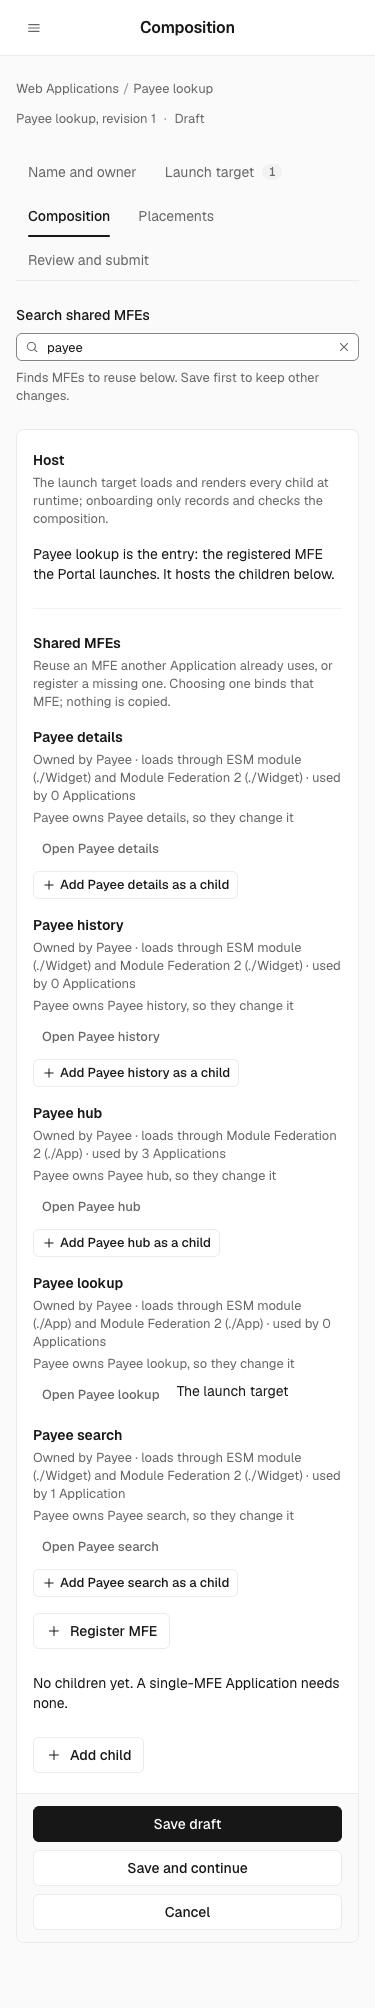 Composition
Web Applications / Payee lookup
Payee lookup, revision 1 · Draft
Name and owner
Launch target 1
Composition
Placements
Review and submit
Search shared MFEs
payee
Finds MFEs to reuse below. Save first to keep other
changes.
Host
The launch target loads and renders every child at
runtime; onboarding only records and checks the
composition.
Payee lookup is the entry: the registered MFE
the Portal launches. It hosts the children below.
Shared MFEs
Reuse an MFE another Application already uses, or
register a missing one. Choosing one binds that
MFE; nothing is copied.
Payee details
Owned by Payee · loads through ESM module
(./Widget) and Module Federation 2 (./Widget) · used
by 0 Applications
Payee owns Payee details, so they change it
Open Payee details
Add Payee details as a child
Payee history
Owned by Payee · loads through ESM module
(./Widget) and Module Federation 2 (./Widget) · used
by 0 Applications
Payee owns Payee history, so they change it
Open Payee history
Add Payee history as a child
Payee hub
Owned by Payee · loads through Module Federation
2 (./App) · used by 3 Applications
Payee owns Payee hub, so they change it
Open Payee hub
Add Payee hub as a child
Payee lookup
Owned by Payee · loads through ESM module
(./App) and Module Federation 2 (./App) · used by 0
Applications
Payee owns Payee lookup, so they change it
Open Payee lookup
The launch target
Payee search
Owned by Payee · loads through ESM module
(./Widget) and Module Federation 2 (./Widget) · used
by 1 Application
Payee owns Payee search, so they change it
Open Payee search
Add Payee search as a child
Register MFE
No children yet. A single-MFE Application needs
none.
Add child
Save draft
Save and continue
Cancel